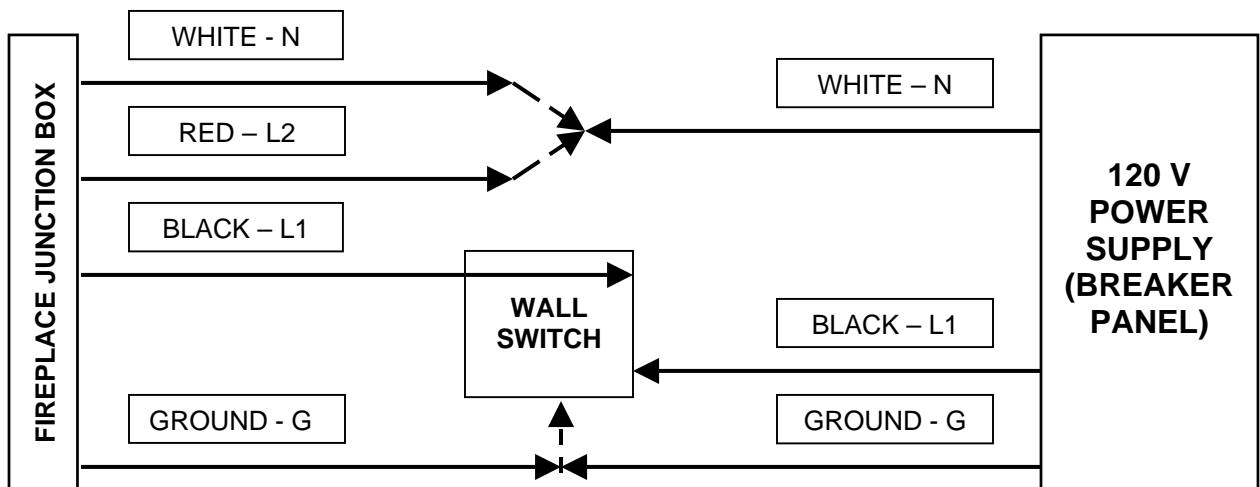 FIREPLACE JUNCTION BOX
WHITE - N
RED – L2
BLACK – L1
WALL
SWITCH
GROUND - G
WHITE – N
BLACK – L1
GROUND - G
120 V
POWER
SUPPLY
(BREAKER
PANEL)